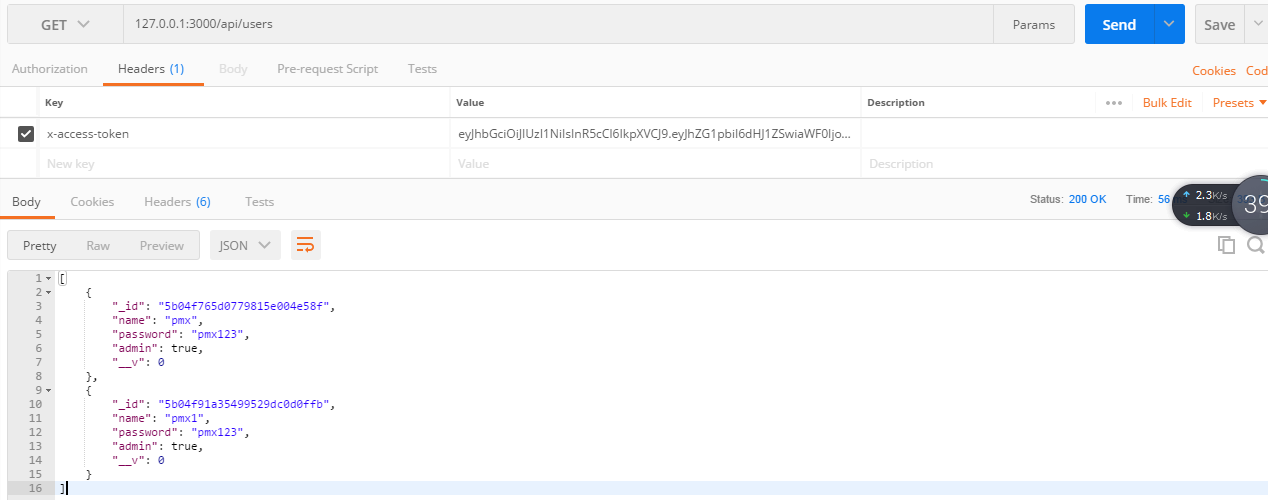 GET 127.0.0.1:3000/api/users Params Send Save
Authorization Headers (1) Body Pre-request Script Tests Cookies Cod
Key Value Description ••• Bulk Edit Presets
x-access-token eyJhbGciOiJIUzI1NiIsInR5cCI6IkpXVCJ9.eyJhZG1pbiI6dHJ1ZSwiaWF0Ijo...
New key Value Description
Body Cookies Headers (6) Tests Status: 200 OK Time: 56
2.3K/s
1.8K/s
39
Pretty Raw Preview JSON
1 [
2 {
3 "_id": "5b04f765d0779815e004e58f",
4 "name": "pmx",
5 "password": "pmx123",
6 "admin": true,
7 "__v": 0
8 },
9 {
10 "_id": "5b04f91a35499529dc0d0ffb",
11 "name": "pmx1",
12 "password": "pmx123",
13 "admin": true,
14 "__v": 0
15 }
16 ]